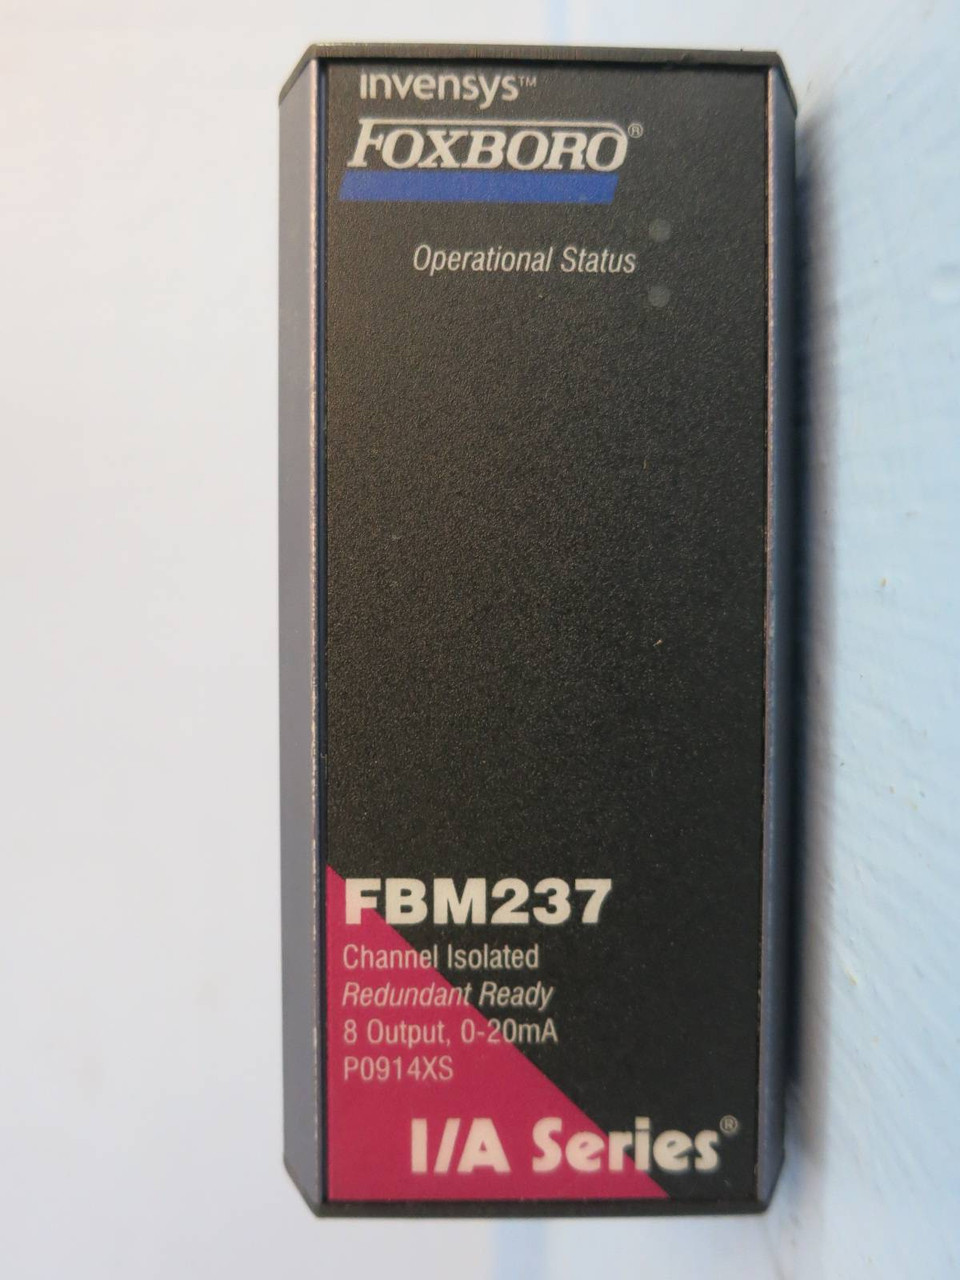 invensys™
FOXBORO®
Operational Status
FBM237
Channel Isolated
Redundant Ready
8 Output, 0-20mA
P0914XS
I/A Series®